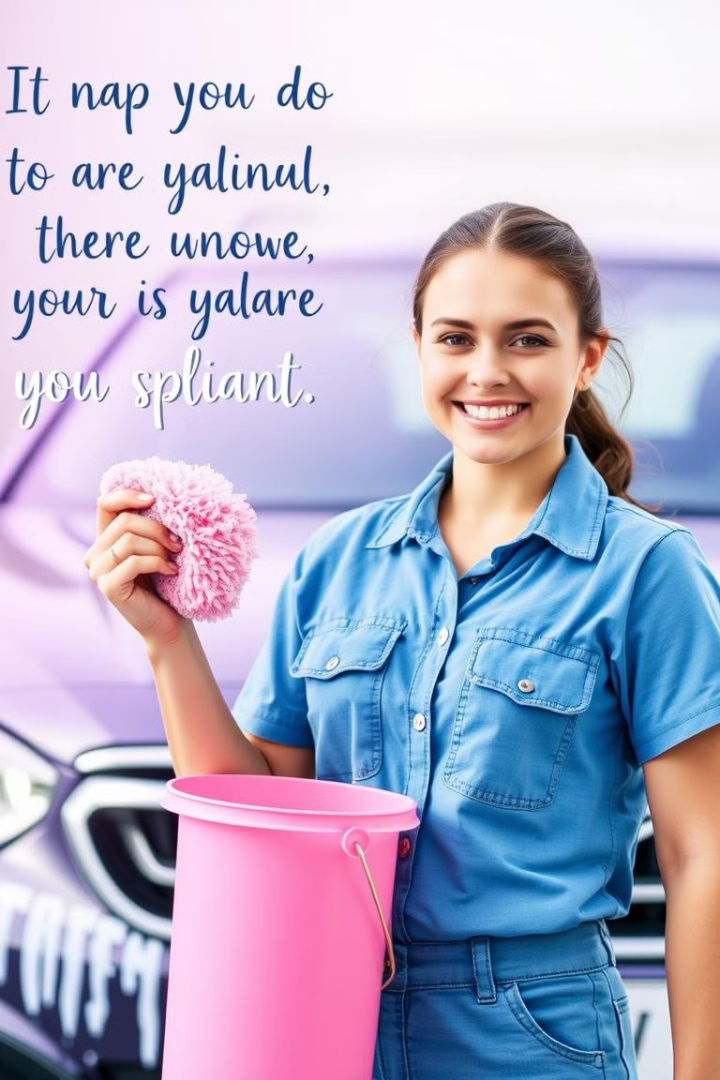 It nap you do
to are yalinul,
there unowe,
your is yalare
you spliant.